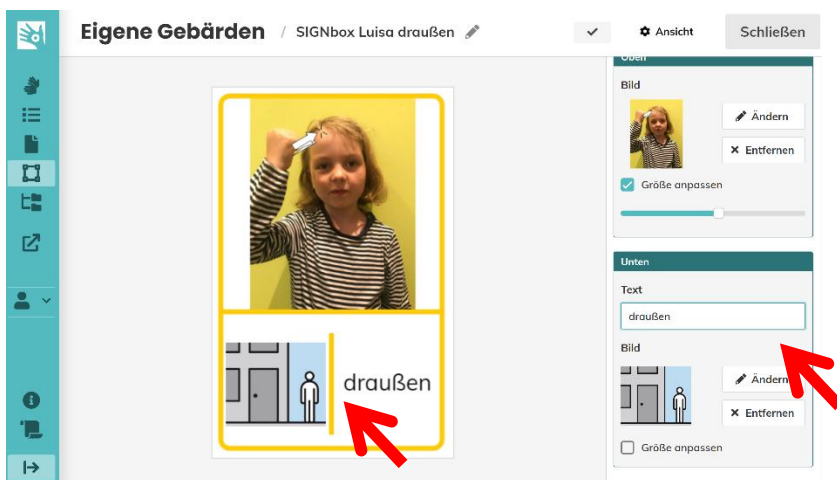 Eigene Gebärden / SIGNbox Luisa draußen
Ansicht
Schließen
Oben
Bild
Ändern
Entfernen
Größe anpassen
Unten
Text
draußen
Bild
Ändern
Entfernen
Größe anpassen
draußen